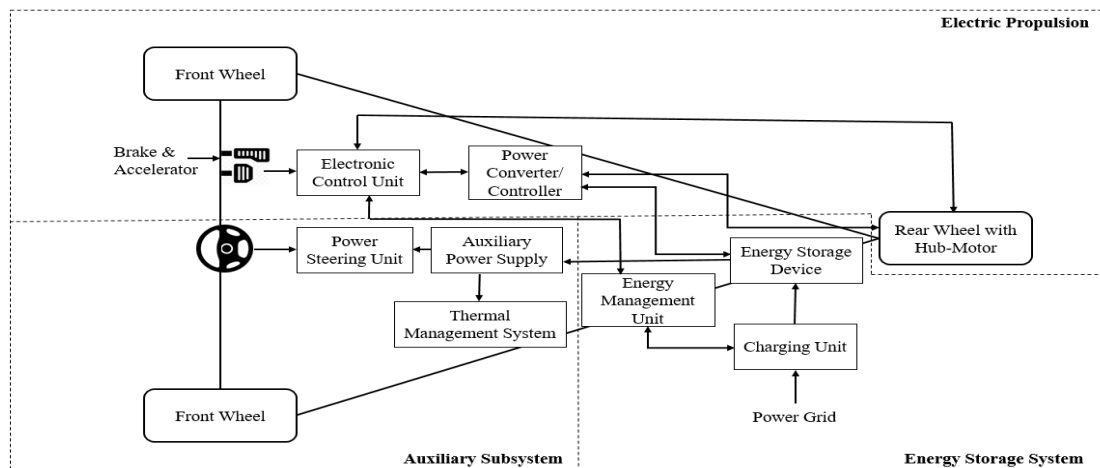 Electric Propulsion
Front Wheel
Brake &
Accelerator
Electronic
Control Unit
Power
Converter/
Controller
Rear Wheel with
Hub-Motor
Power
Steering Unit
Auxiliary
Power Supply
Energy Storage
Device
Energy
Management
Unit
Thermal
Management System
Charging Unit
Front Wheel
Power Grid
Auxiliary Subsystem
Energy Storage System